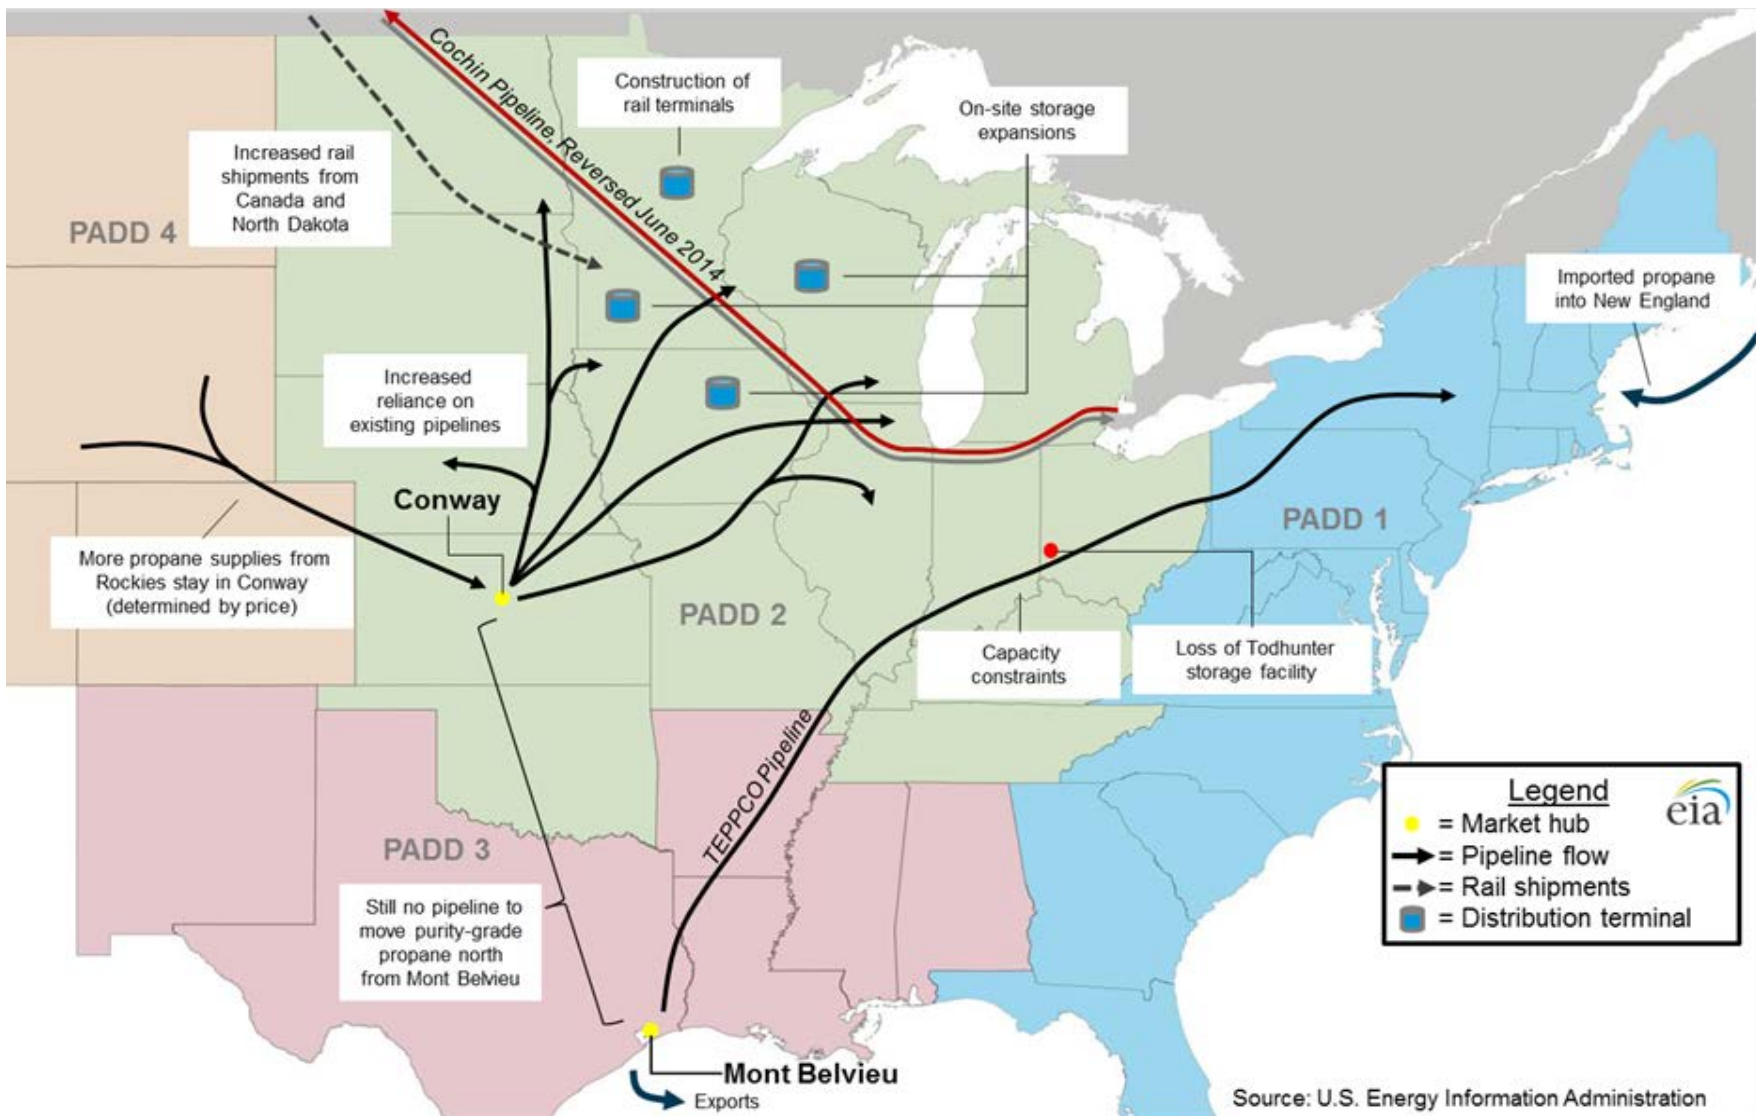 Cochin Pipeline, Reversed June 2014
Construction of
rail terminals
On-site storage
expansions
Increased rail
shipments from
Canada and
North Dakota
PADD 4
Imported propane
into New England
Increased
reliance on
existing pipelines
Conway
More propane supplies from
Rockies stay in Conway
(determined by price)
PADD 1
PADD 2
Capacity
constraints
Loss of Todhunter
storage facility
TEPPCO Pipeline
PADD 3
Still no pipeline to
move purity-grade
propane north
from Mont Belvieu
Mont Belvieu
Exports
Legend
eia
= Market hub
= Pipeline flow
= Rail shipments
= Distribution terminal
Source: U.S. Energy Information Administration